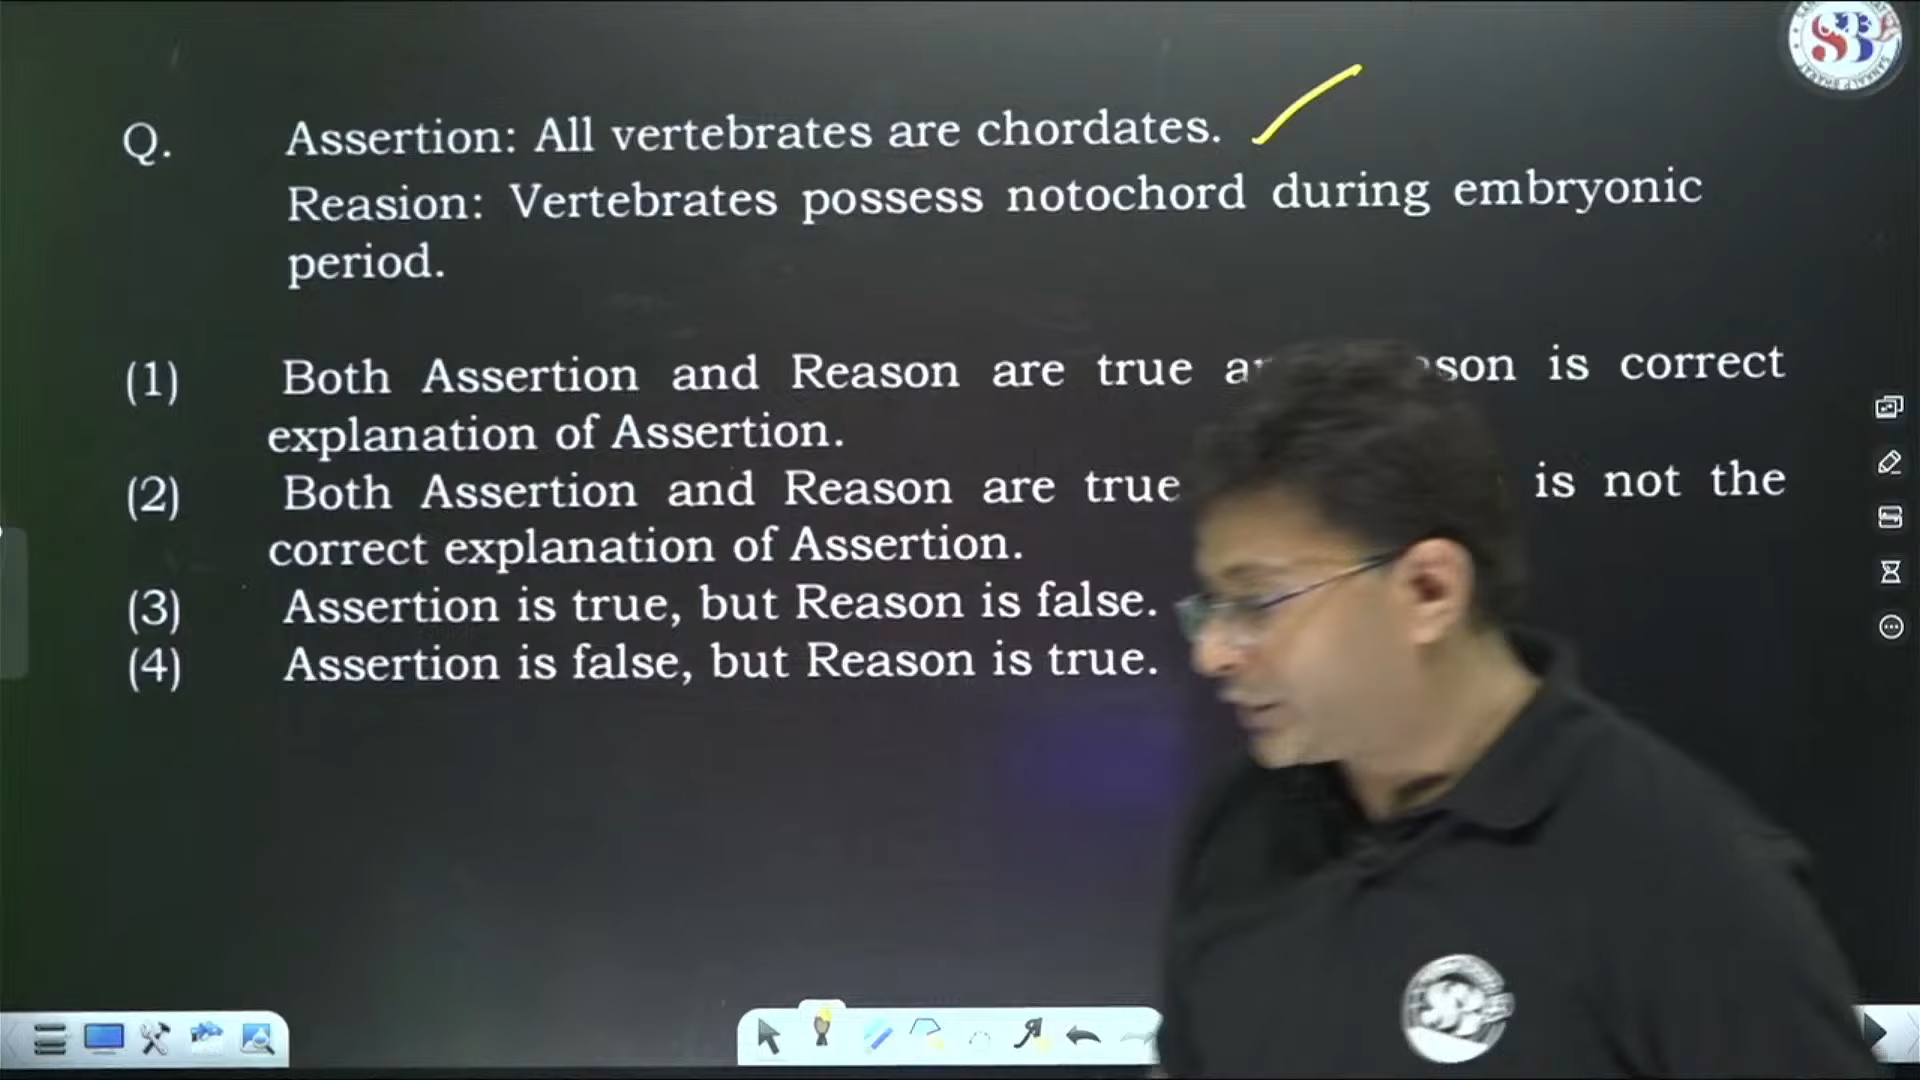 Q. Assertion: All vertebrates are chordates.
Reasion: Vertebrates possess notochord during embryonic
period.
(1) Both Assertion and Reason are true is correct
explanation of Assertion.
(2) Both Assertion and Reason are true is not the
correct explanation of Assertion.
(3) Assertion is true, but Reason is false.
(4) Assertion is false, but Reason is true.